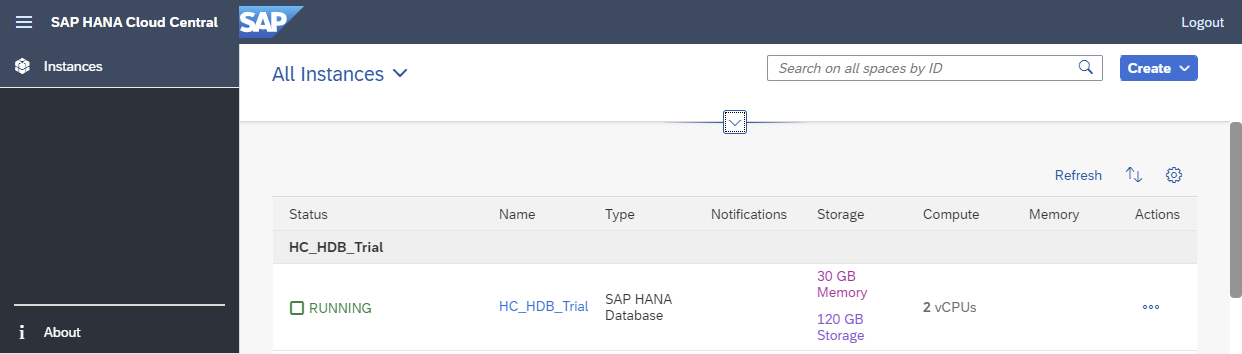 SAP HANA Cloud Central
SAP
Logout
Instances
All Instances
Search on all spaces by ID
Create
Refresh
Status Name Type Notifications Storage Compute Memory Actions
HC_HDB_Trial
RUNNING
HC_HDB_Trial
SAP HANA
Database
30 GB
Memory
120 GB
Storage
2 vCPUs
About